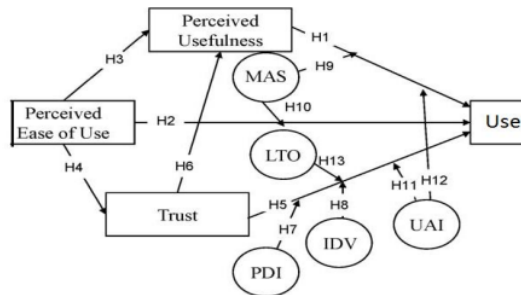 Perceived
Usefulness
H1
H3
MAS
H9
H10
Perceived
Ease of Use
H2
Use
LTO
H13
H4
H6
H12
H11
Trust
H5
H7
H8
UAI
IDV
PDI